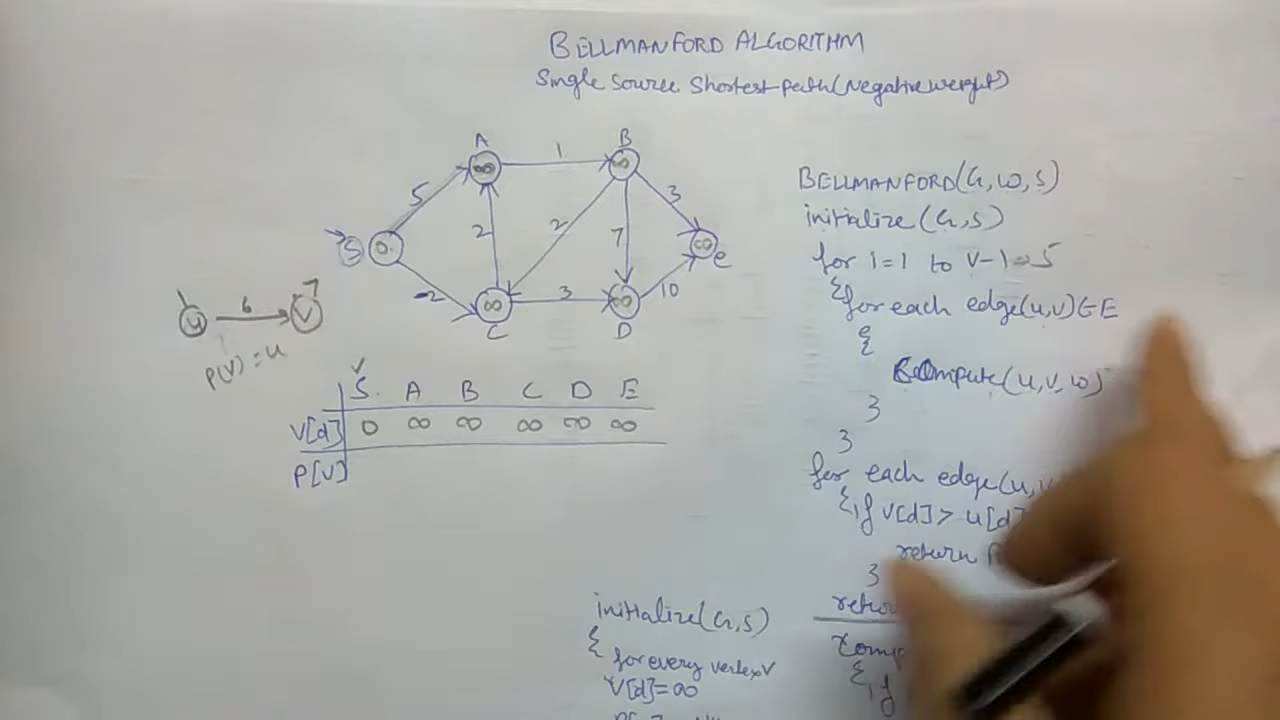 BELLMANFORD ALGORITHM
Single Source Shortest path (Negative weight)
A
1
B
5
3
S
0
∞
∞
2
2
7
∞
e
-2
∞
3
∞
10
C
D
u
6
7
v
P(V) = u
S A B C D E
V[d] 0 ∞ ∞ ∞ ∞ ∞
P[V]
BELLMANFORD(G, W, S)
initialize (G, S)
for i=1 to V-1
{for each edge(u,v)∈E
{
Compute(u,v,w)
}
}
for each edge(u,
{if v[d] > u[d]
return
}
{if
initialize(G, S)
{
for every vertex V
V[d]=∞